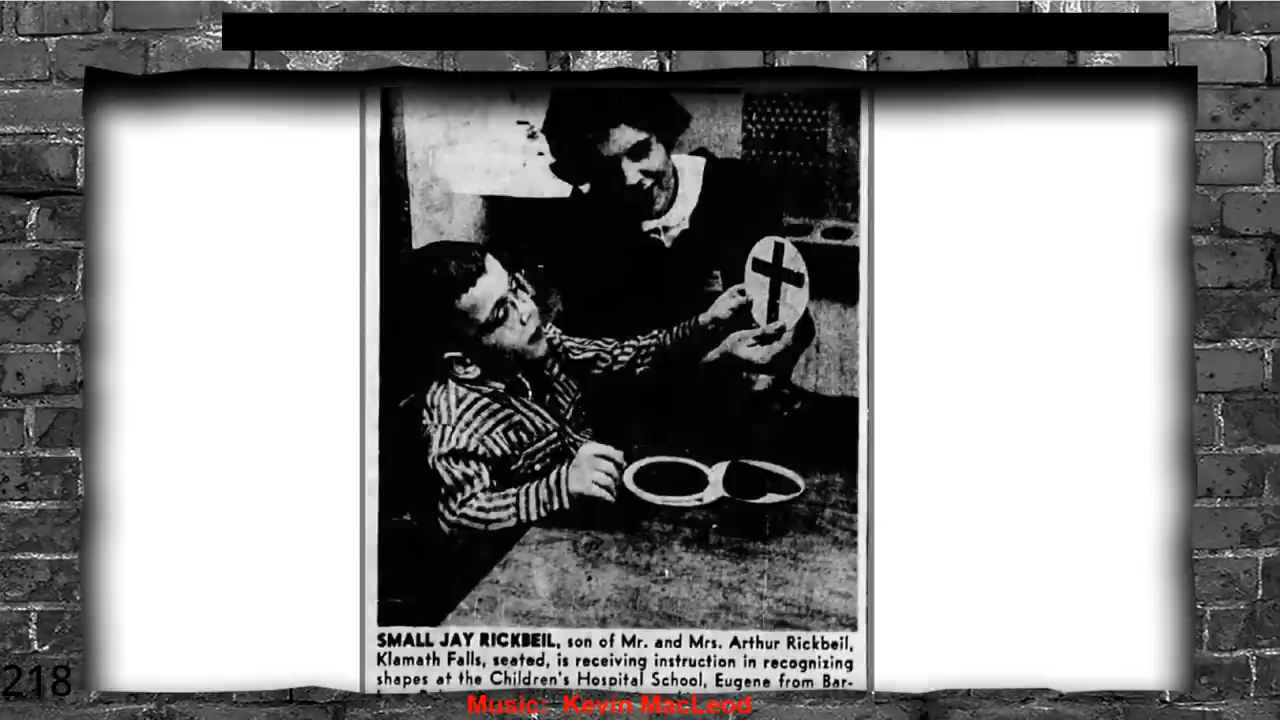 SMALL JAY RICKBEIL, son of Mr. and Mrs. Arthur Rickbeil,
Klamath Falls, seated, is receiving instruction in recognizing
shapes at the Children's Hospital School, Eugene from Bar-
218
Music: Kevin MacLeod